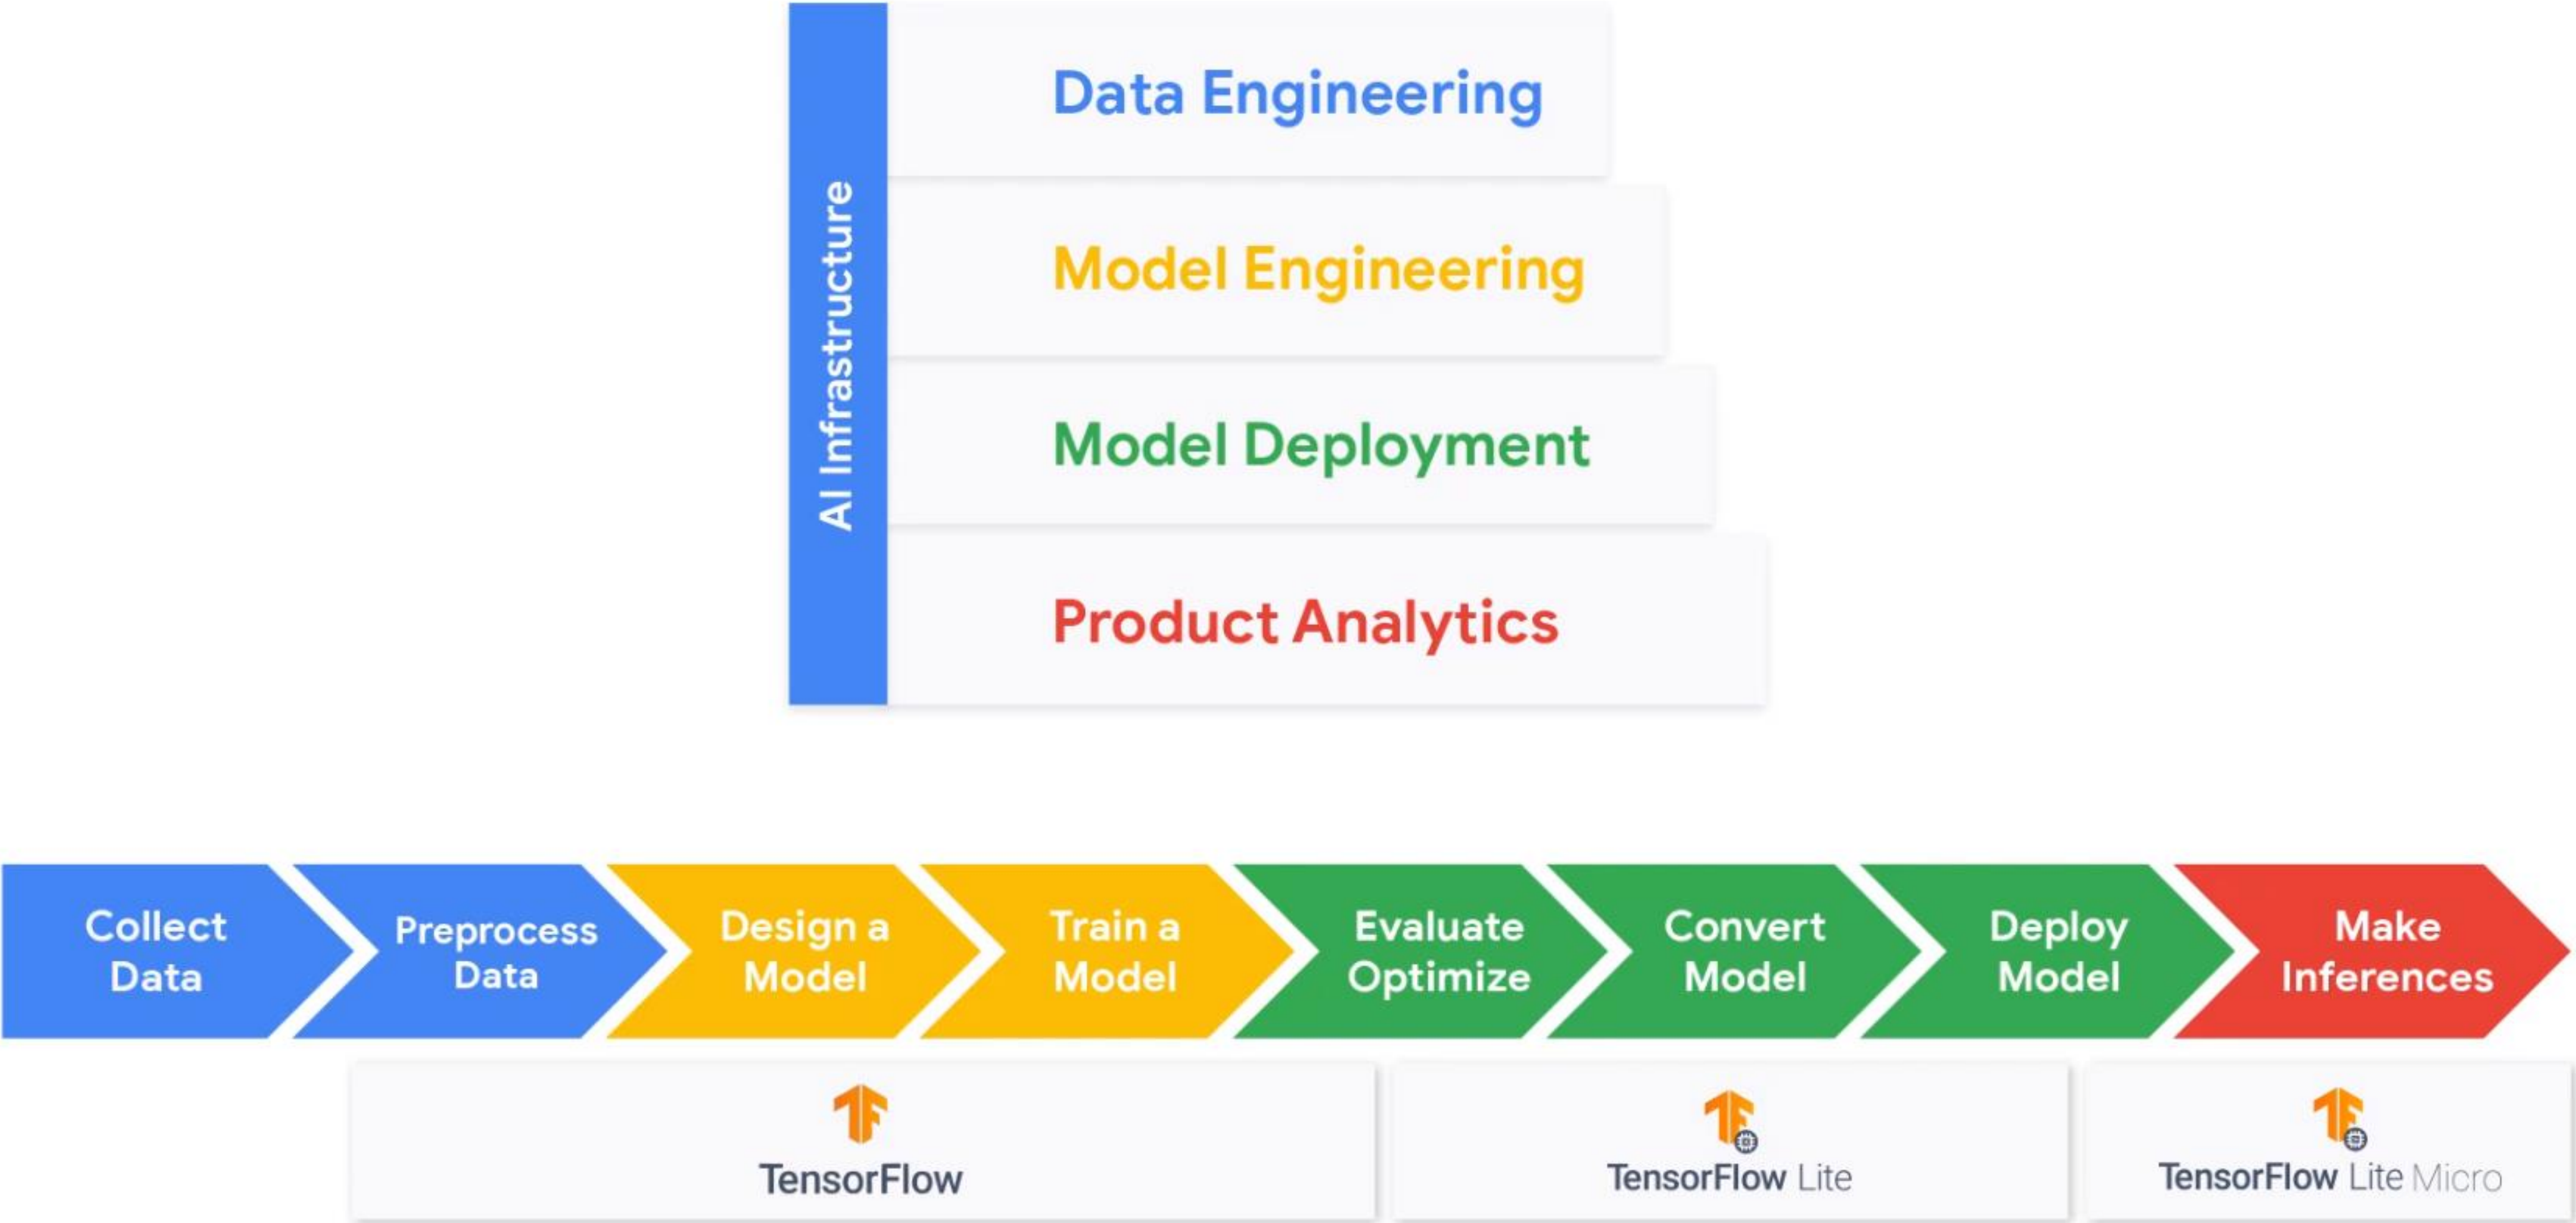 AI Infrastructure
Data Engineering
Model Engineering
Model Deployment
Product Analytics
Collect
Data
Preprocess
Data
Design a
Model
Train a
Model
Evaluate
Optimize
Convert
Model
Deploy
Model
Make
Inferences
TensorFlow
TensorFlow Lite
TensorFlow Lite Micro